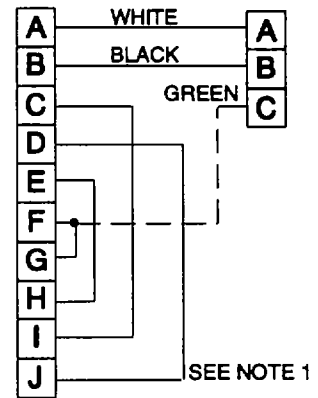 A WHITE A
B BLACK B
C GREEN C
D
E
F
G
H
I
J SEE NOTE 1